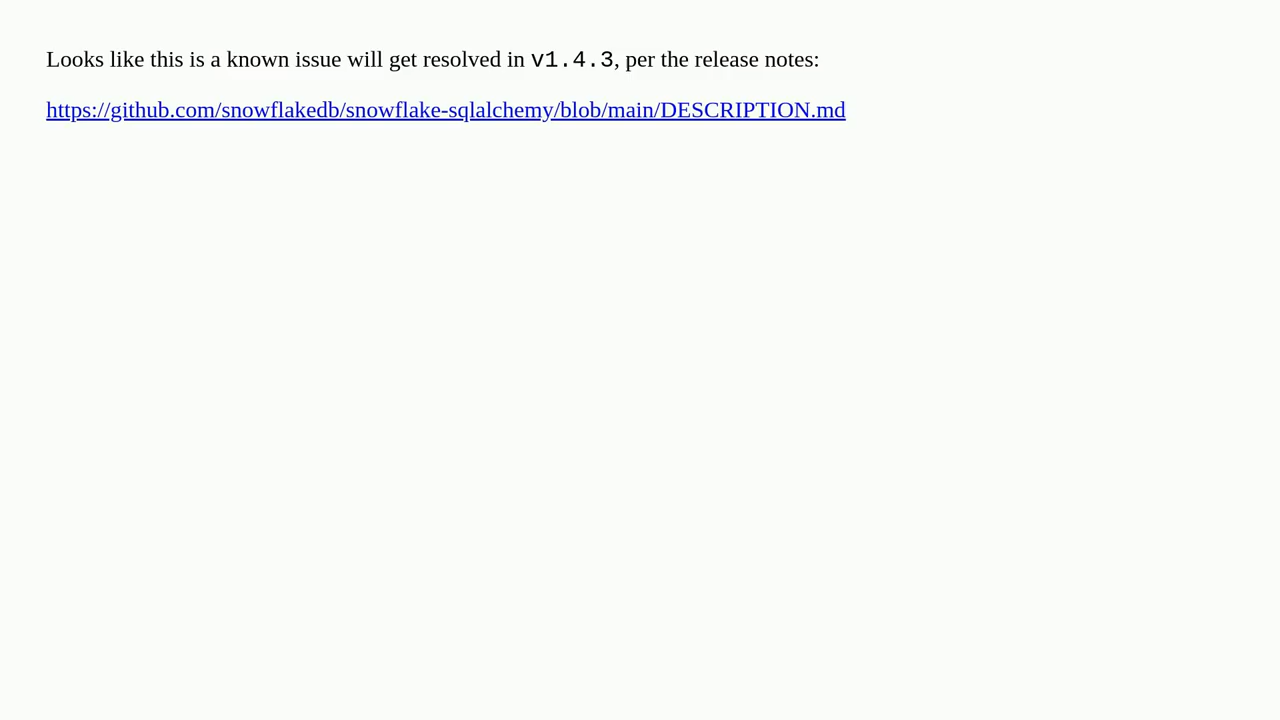 Looks like this is a known issue will get resolved in v1.4.3, per the release notes:
https://github.com/snowflakedb/snowflake-sqlalchemy/blob/main/DESCRIPTION.md